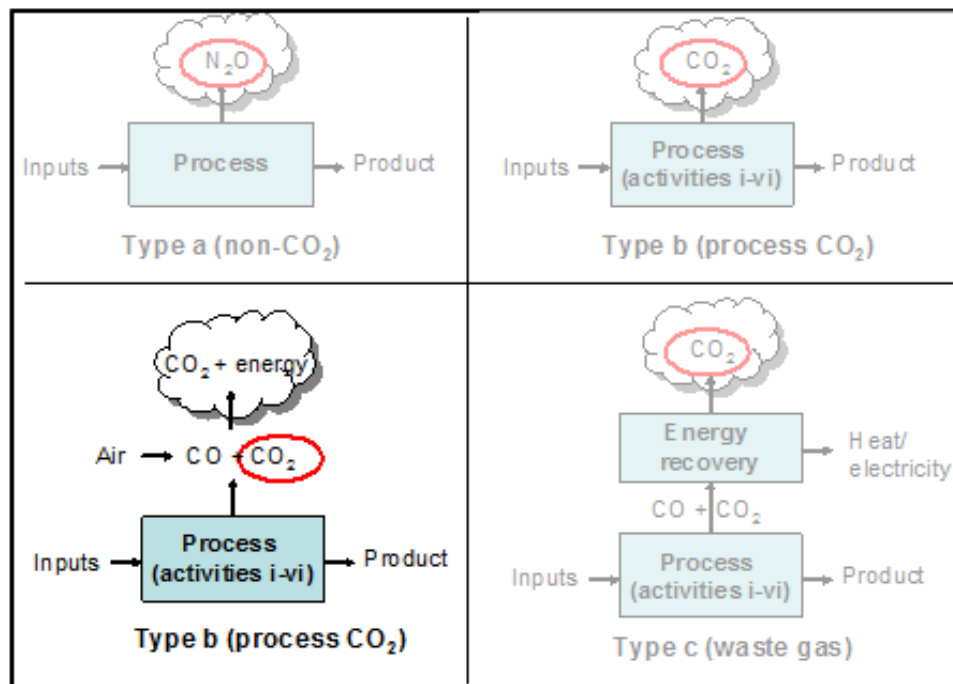 N₂O
Inputs
Process
Product
Type a (non-CO₂)
CO₂
Inputs
Process
(activities i-vi)
Product
Type b (process CO₂)
CO₂ + energy
Air
CO + CO₂
Inputs
Process
(activities i-vi)
Product
Type b (process CO₂)
CO₂
Energy
recovery
Heat/
electricity
CO + CO₂
Inputs
Process
(activities i-vi)
Product
Type c (waste gas)